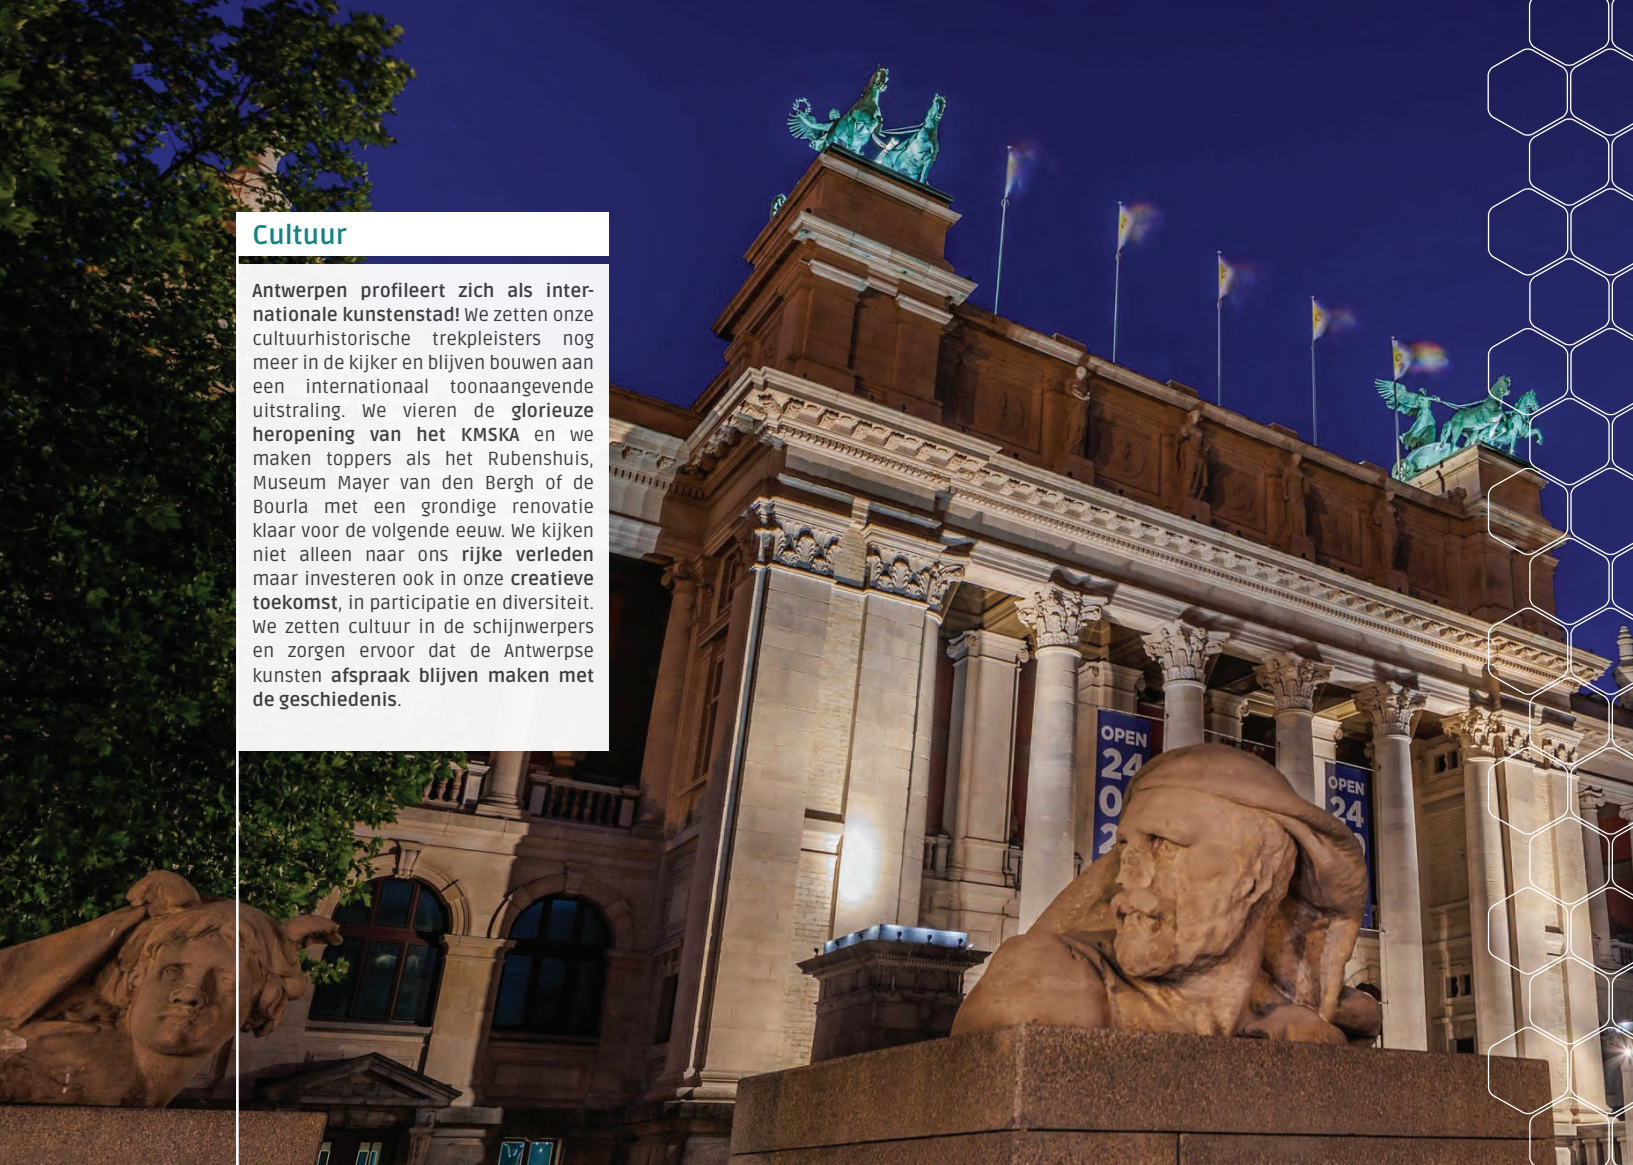 Cultuur
Antwerpen profileert zich als inter-
nationale kunstenstad! We zetten onze
cultuurhistorische trekpleisters nog
meer in de kijker en blijven bouwen aan
een internationaal toonaangevende
uitstraling. We vieren de glorieuze
heropening van het KMSKA en we
maken toppers als het Rubenshuis,
Museum Mayer van den Bergh of de
Bourla met een grondige renovatie
klaar voor de volgende eeuw. We kijken
niet alleen naar ons rijke verleden
maar investeren ook in onze creatieve
toekomst, in participatie en diversiteit.
We zetten cultuur in de schijnwerpers
en zorgen ervoor dat de Antwerpse
kunsten afspraak blijven maken met
de geschiedenis.
OPEN
24
OPEN
24